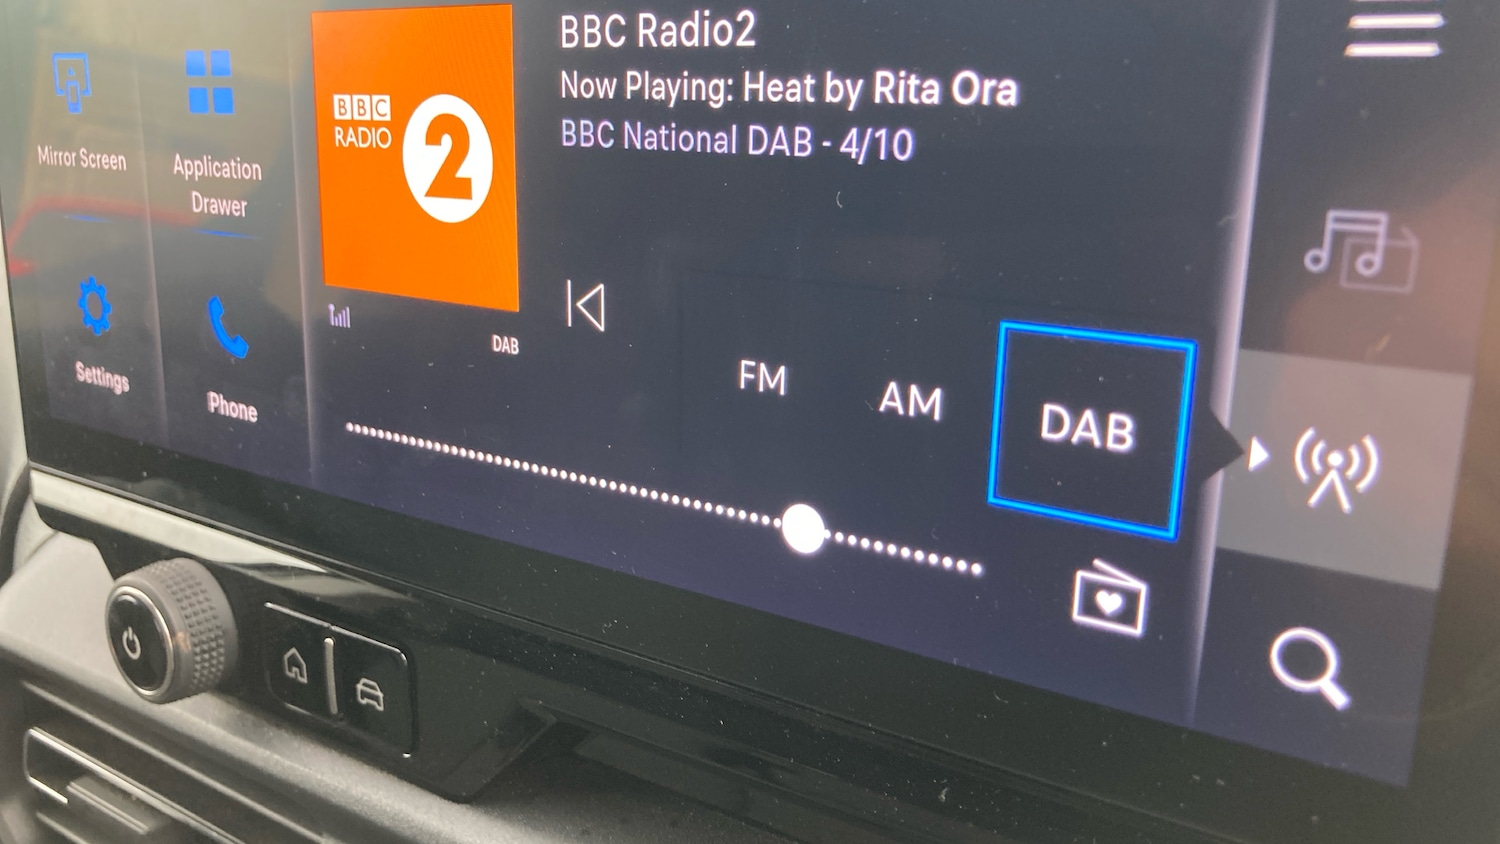 BBC Radio2
Now Playing: Heat by Rita Ora
BBC National DAB - 4/10
BBC
RADIO
2
Mirror Screen
Application
Drawer
Settings
Phone
DAB
FM
AM
DAB